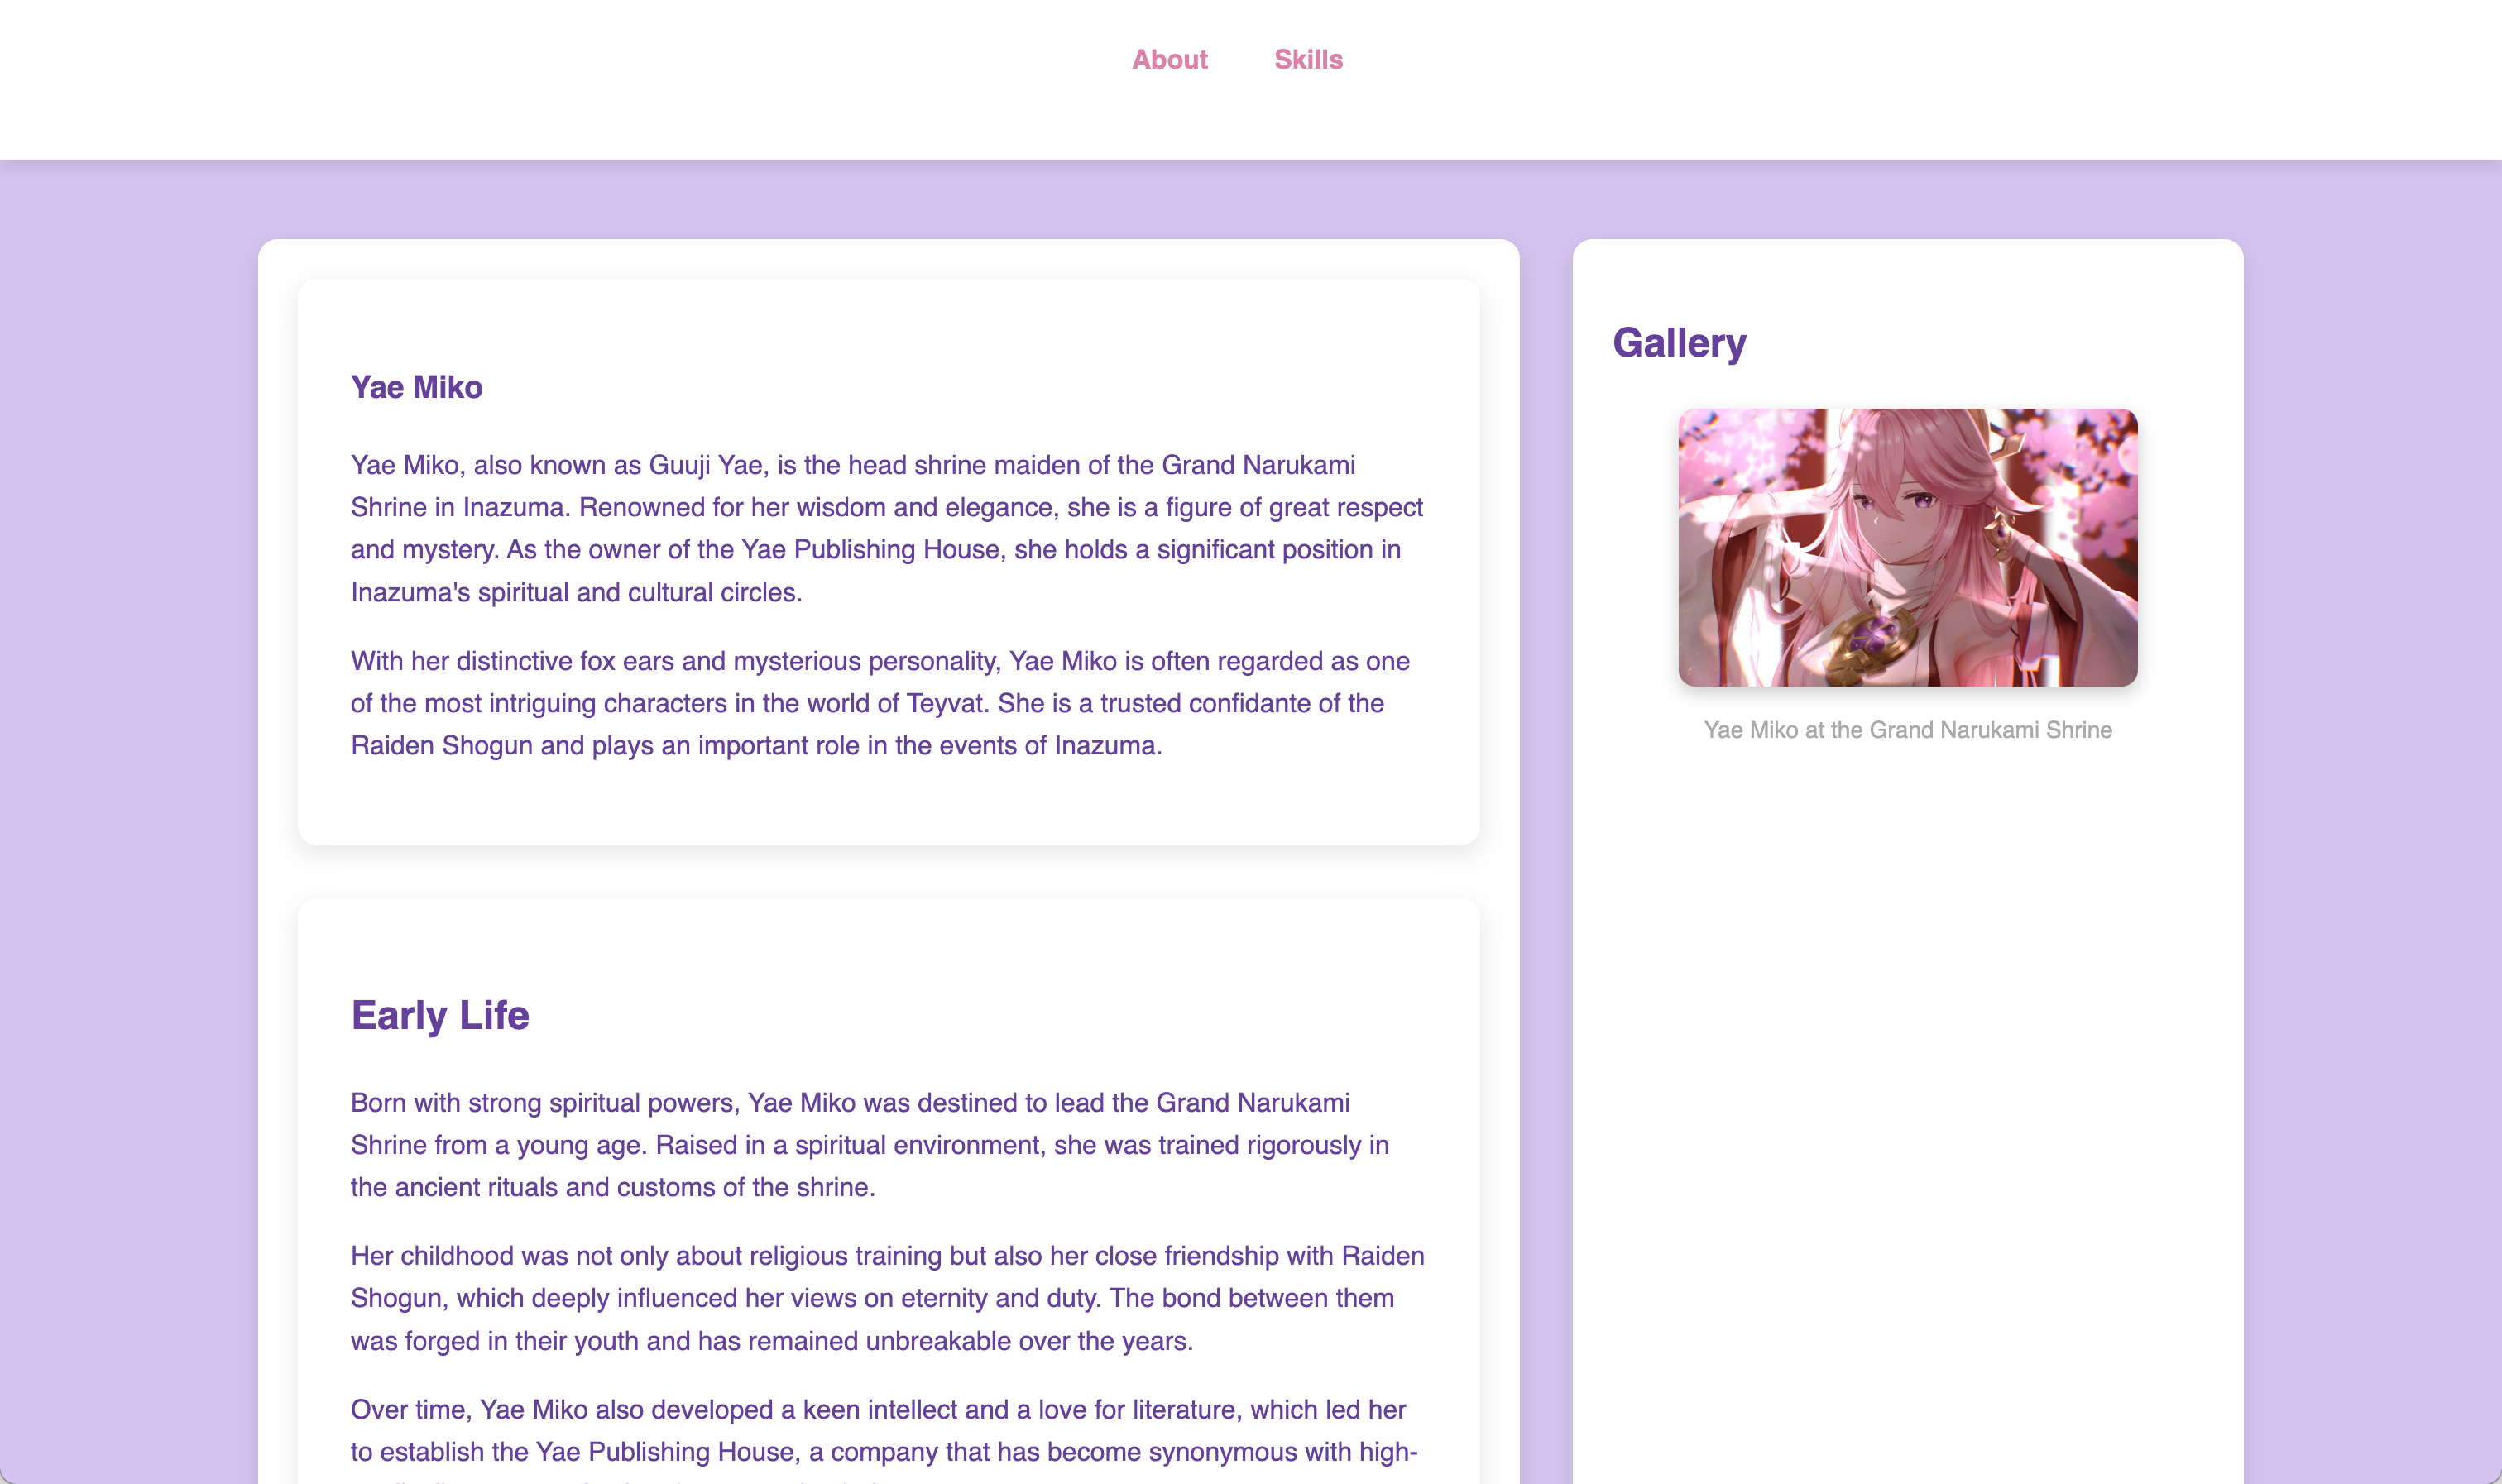 About Skills
Yae Miko
Yae Miko, also known as Guuji Yae, is the head shrine maiden of the Grand Narukami
Shrine in Inazuma. Renowned for her wisdom and elegance, she is a figure of great respect
and mystery. As the owner of the Yae Publishing House, she holds a significant position in
Inazuma's spiritual and cultural circles.
With her distinctive fox ears and mysterious personality, Yae Miko is often regarded as one
of the most intriguing characters in the world of Teyvat. She is a trusted confidante of the
Raiden Shogun and plays an important role in the events of Inazuma.
Early Life
Born with strong spiritual powers, Yae Miko was destined to lead the Grand Narukami
Shrine from a young age. Raised in a spiritual environment, she was trained rigorously in
the ancient rituals and customs of the shrine.
Her childhood was not only about religious training but also her close friendship with Raiden
Shogun, which deeply influenced her views on eternity and duty. The bond between them
was forged in their youth and has remained unbreakable over the years.
Over time, Yae Miko also developed a keen intellect and a love for literature, which led her
to establish the Yae Publishing House, a company that has become synonymous with high-
Gallery
Yae Miko at the Grand Narukami Shrine